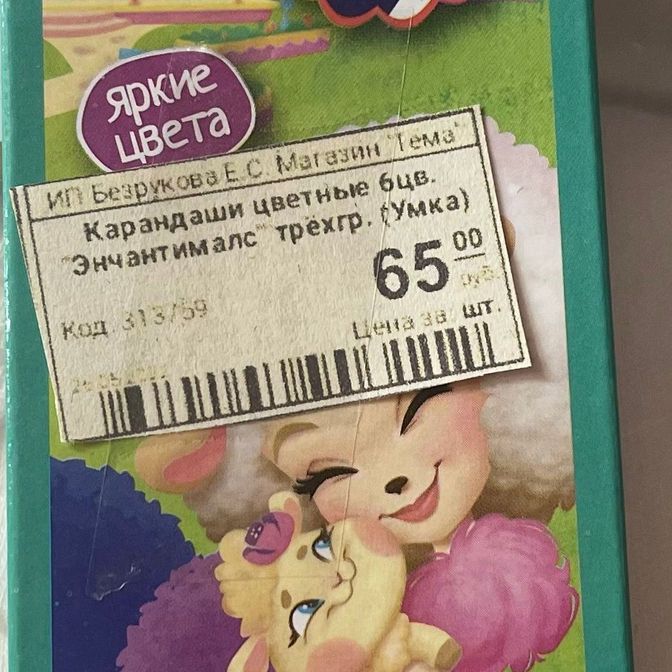 ЯРКИЕ
ЦВЕТА
ИП Безрукова Е.С. Магазин "Тема"
Карандаши цветные 6цв.
"Энчантималс" трёхгр. (Умка)
65 00
руб.
Код 313759
Цена за: шт.